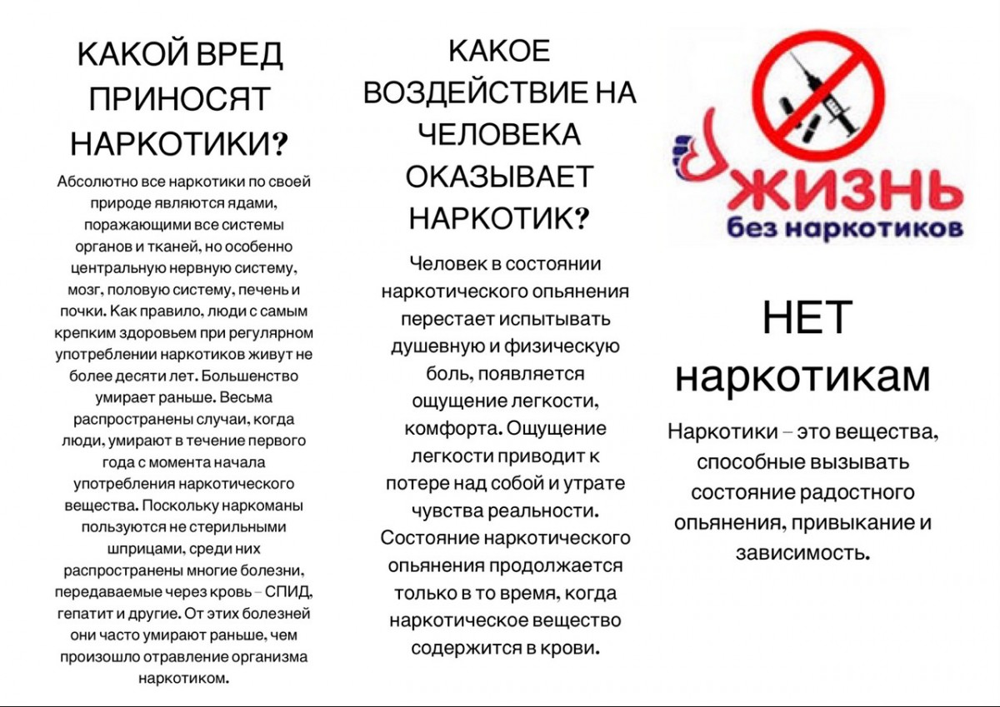 КАКОЙ ВРЕД
ПРИНОСЯТ
НАРКОТИКИ?
Абсолютно все наркотики по своей
природе являются ядами,
поражающими все системы
органов и тканей, но особенно
центральную нервную систему,
мозг, половую систему, печень и
почки. Как правило, люди с самым
крепким здоровьем при регулярном
употреблении наркотиков живут не
более десяти лет. Большенство
умирает раньше. Весьма
распространены случаи, когда
люди, умирают в течение первого
года с момента начала
употребления наркотического
вещества. Поскольку наркоманы
пользуются не стерильными
шприцами, среди них
распространены многие болезни,
передаваемые через кровь – СПИД,
гепатит и другие. От этих болезней
они часто умирают раньше, чем
произошло отравление организма
наркотиком.
КАКОЕ
ВОЗДЕЙСТВИЕ НА
ЧЕЛОВЕКА
ОКАЗЫВАЕТ
НАРКОТИК?
Человек в состоянии
наркотического опьянения
перестает испытывать
душевную и физическую
боль, появляется
ощущение легкости,
комфорта. Ощущение
легкости приводит к
потере над собой и утрате
чувства реальности.
Состояние наркотического
опьянения продолжается
только в то время, когда
наркотическое вещество
содержится в крови.
ЖИЗНЬ
без наркотиков
НЕТ
наркотикам
Наркотики – это вещества,
способные вызывать
состояние радостного
опьянения, привыкание и
зависимость.